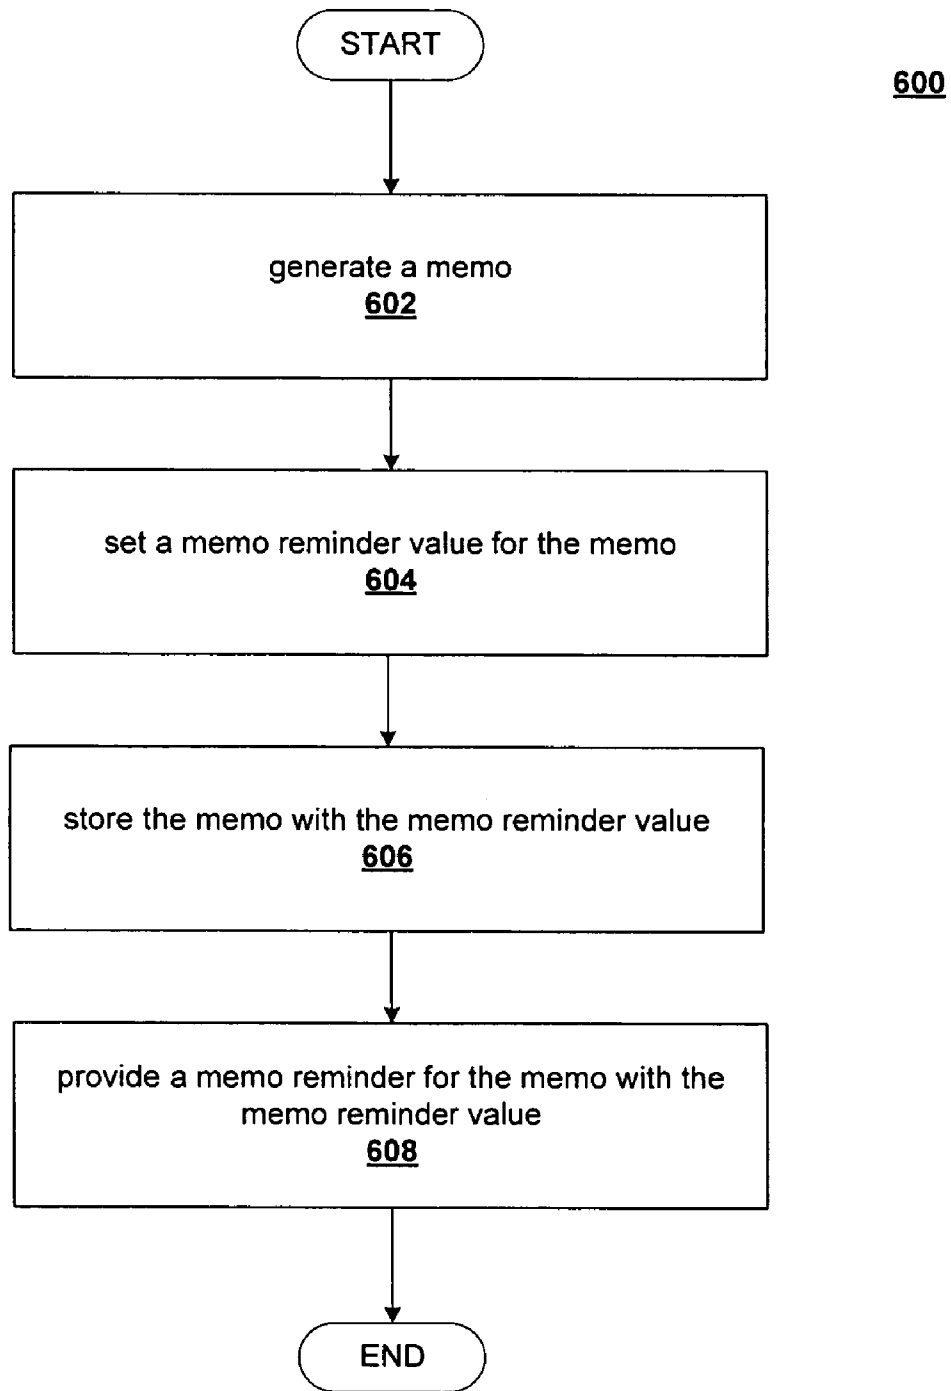 START
600
generate a memo
602
set a memo reminder value for the memo
604
store the memo with the memo reminder value
606
provide a memo reminder for the memo with the
memo reminder value
608
END